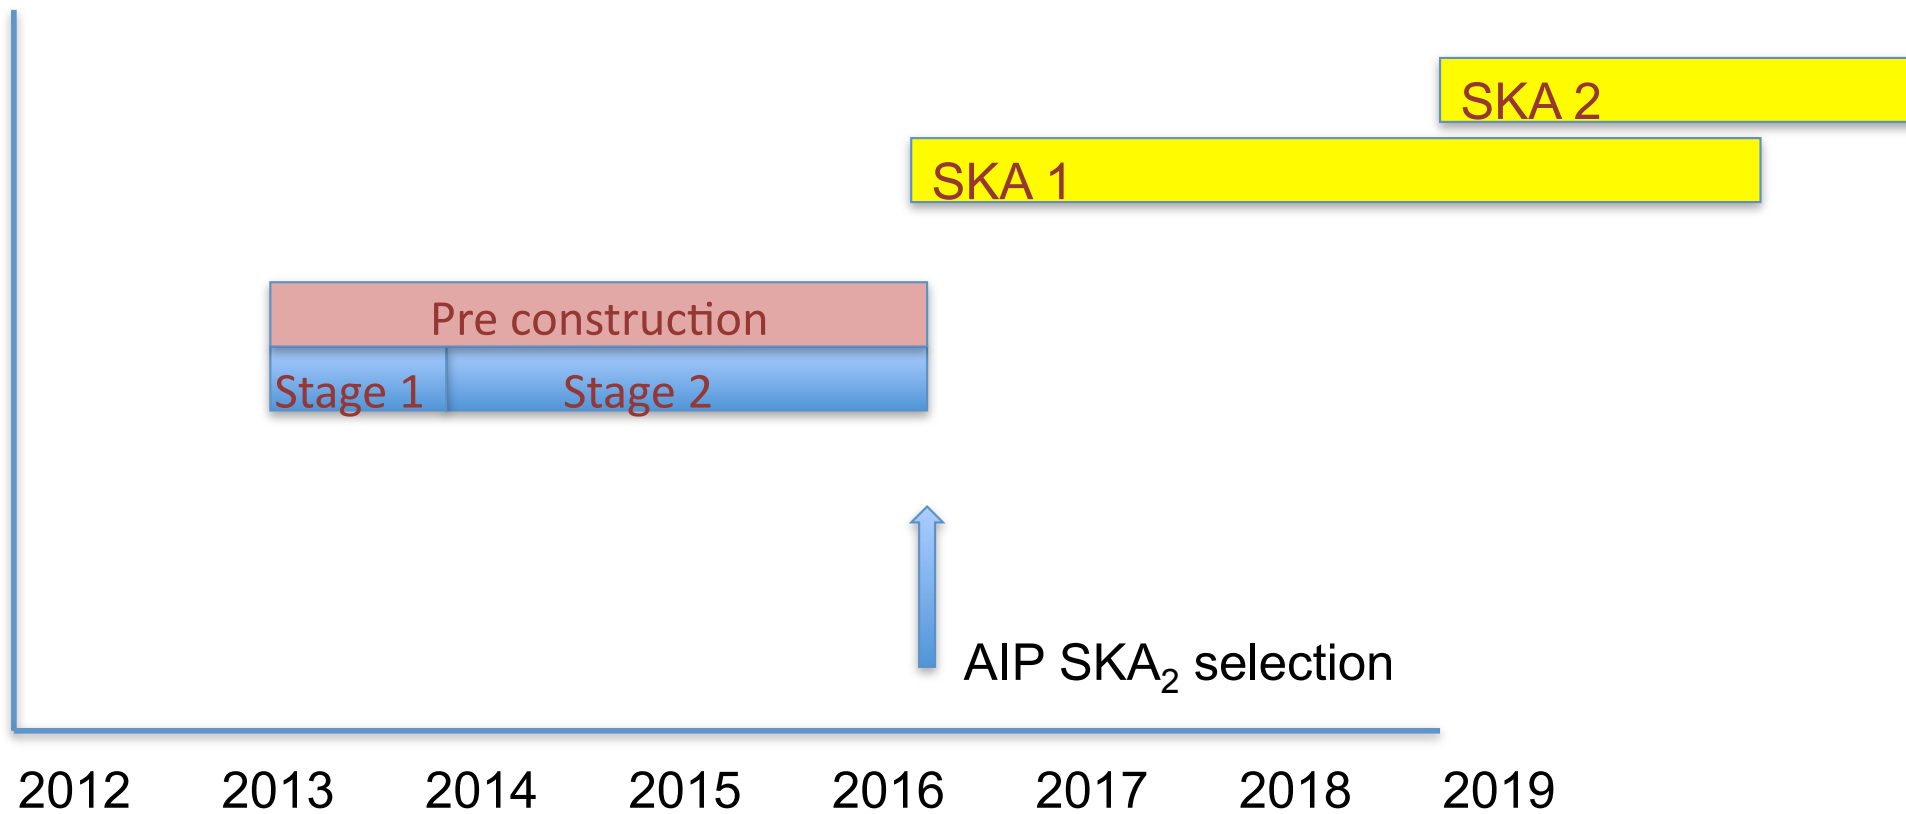 SKA 2
SKA 1
Pre construction
Stage 1 Stage 2
AIP SKA₂ selection
2012 2013 2014 2015 2016 2017 2018 2019